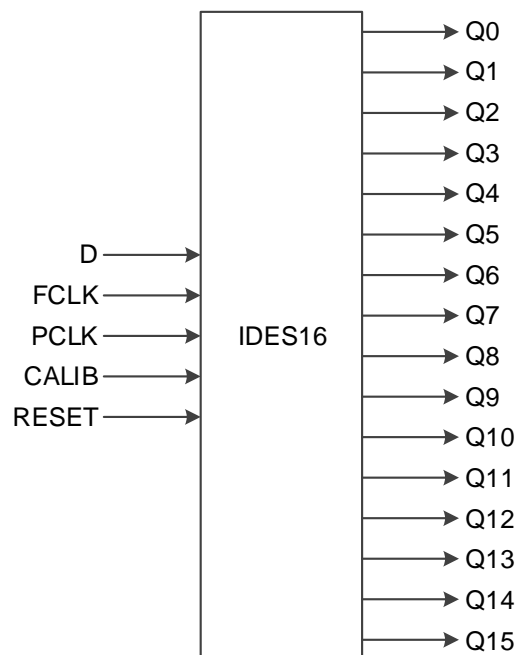 D
FCLK
PCLK
CALIB
RESET
IDES16
Q0
Q1
Q2
Q3
Q4
Q5
Q6
Q7
Q8
Q9
Q10
Q11
Q12
Q13
Q14
Q15